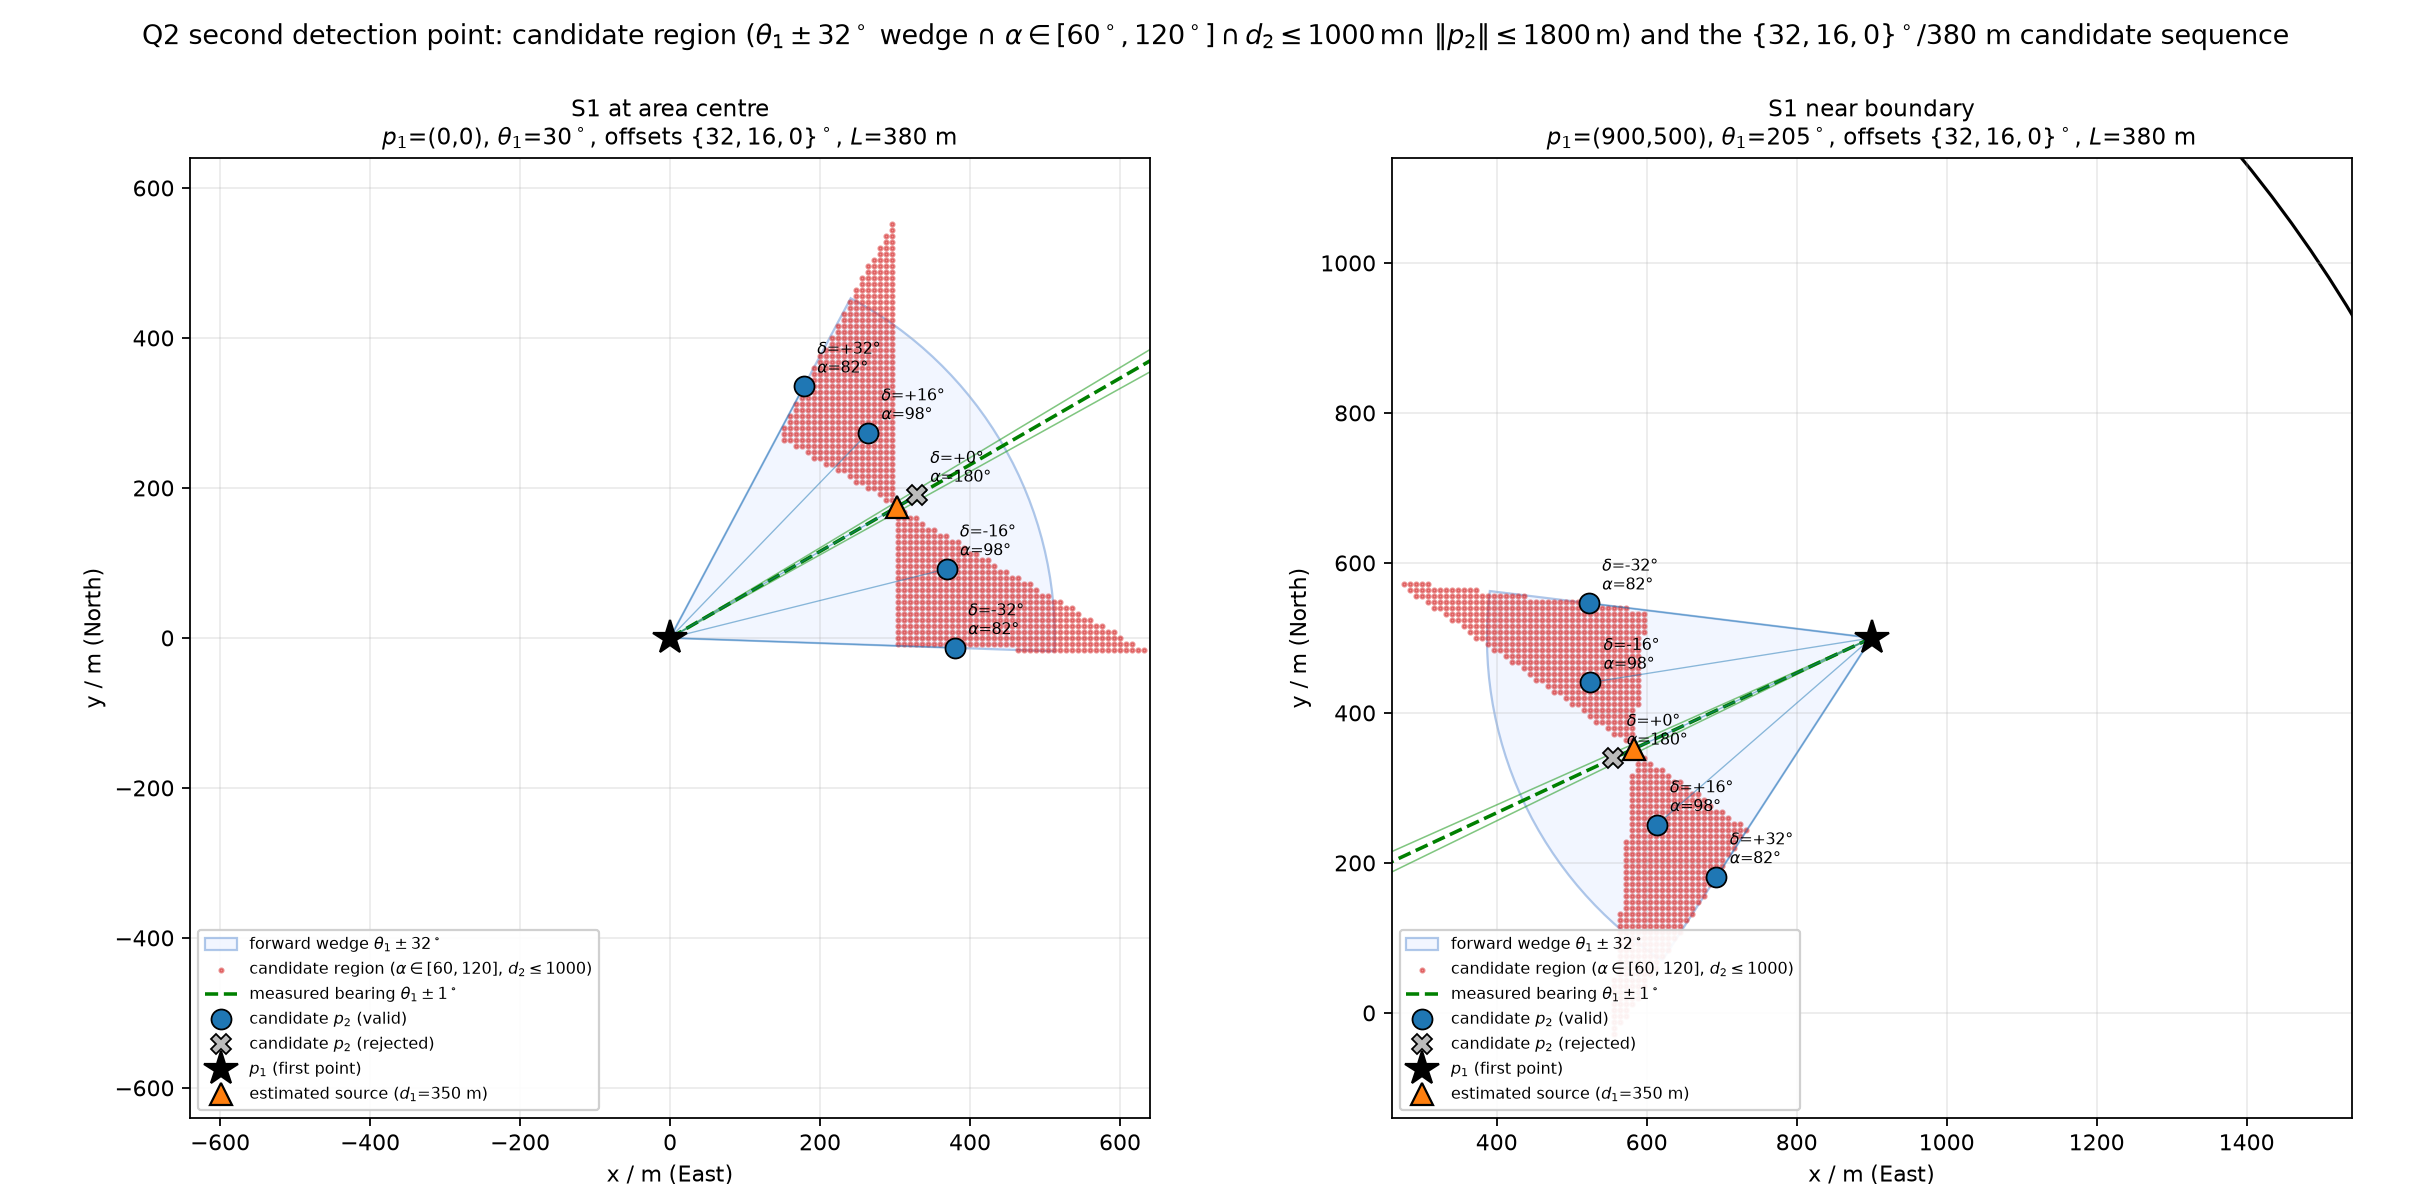 Q2 second detection point: candidate region (θ₁ ± 32° wedge ∩ α ∈ [60°, 120°] ∩ d₂ ≤ 1000 m∩ ‖p₂‖ ≤ 1800 m) and the {32, 16, 0}°/380 m candidate sequence
S1 at area centre
p₁=(0,0), θ₁=30°, offsets {32, 16, 0}°, L=380 m
600
400
200
0
−200
−400
−600
y / m (North)
δ=+32°
α=82°
δ=+16°
α=98°
δ=+0°
α=180°
δ=-16°
α=98°
δ=-32°
α=82°
forward wedge θ₁ ± 32°
candidate region (α ∈ [60, 120], d₂ ≤ 1000)
measured bearing θ₁ ± 1°
candidate p₂ (valid)
candidate p₂ (rejected)
p₁ (first point)
estimated source (d₁=350 m)
−600
−400
−200
0
200
400
600
x / m (East)
S1 near boundary
p₁=(900,500), θ₁=205°, offsets {32, 16, 0}°, L=380 m
1000
800
600
400
200
0
y / m (North)
δ=-32°
α=82°
δ=-16°
α=98°
δ=+0°
α=180°
δ=+16°
α=98°
δ=+32°
α=82°
forward wedge θ₁ ± 32°
candidate region (α ∈ [60, 120], d₂ ≤ 1000)
measured bearing θ₁ ± 1°
candidate p₂ (valid)
candidate p₂ (rejected)
p₁ (first point)
estimated source (d₁=350 m)
400
600
800
1000
1200
1400
x / m (East)